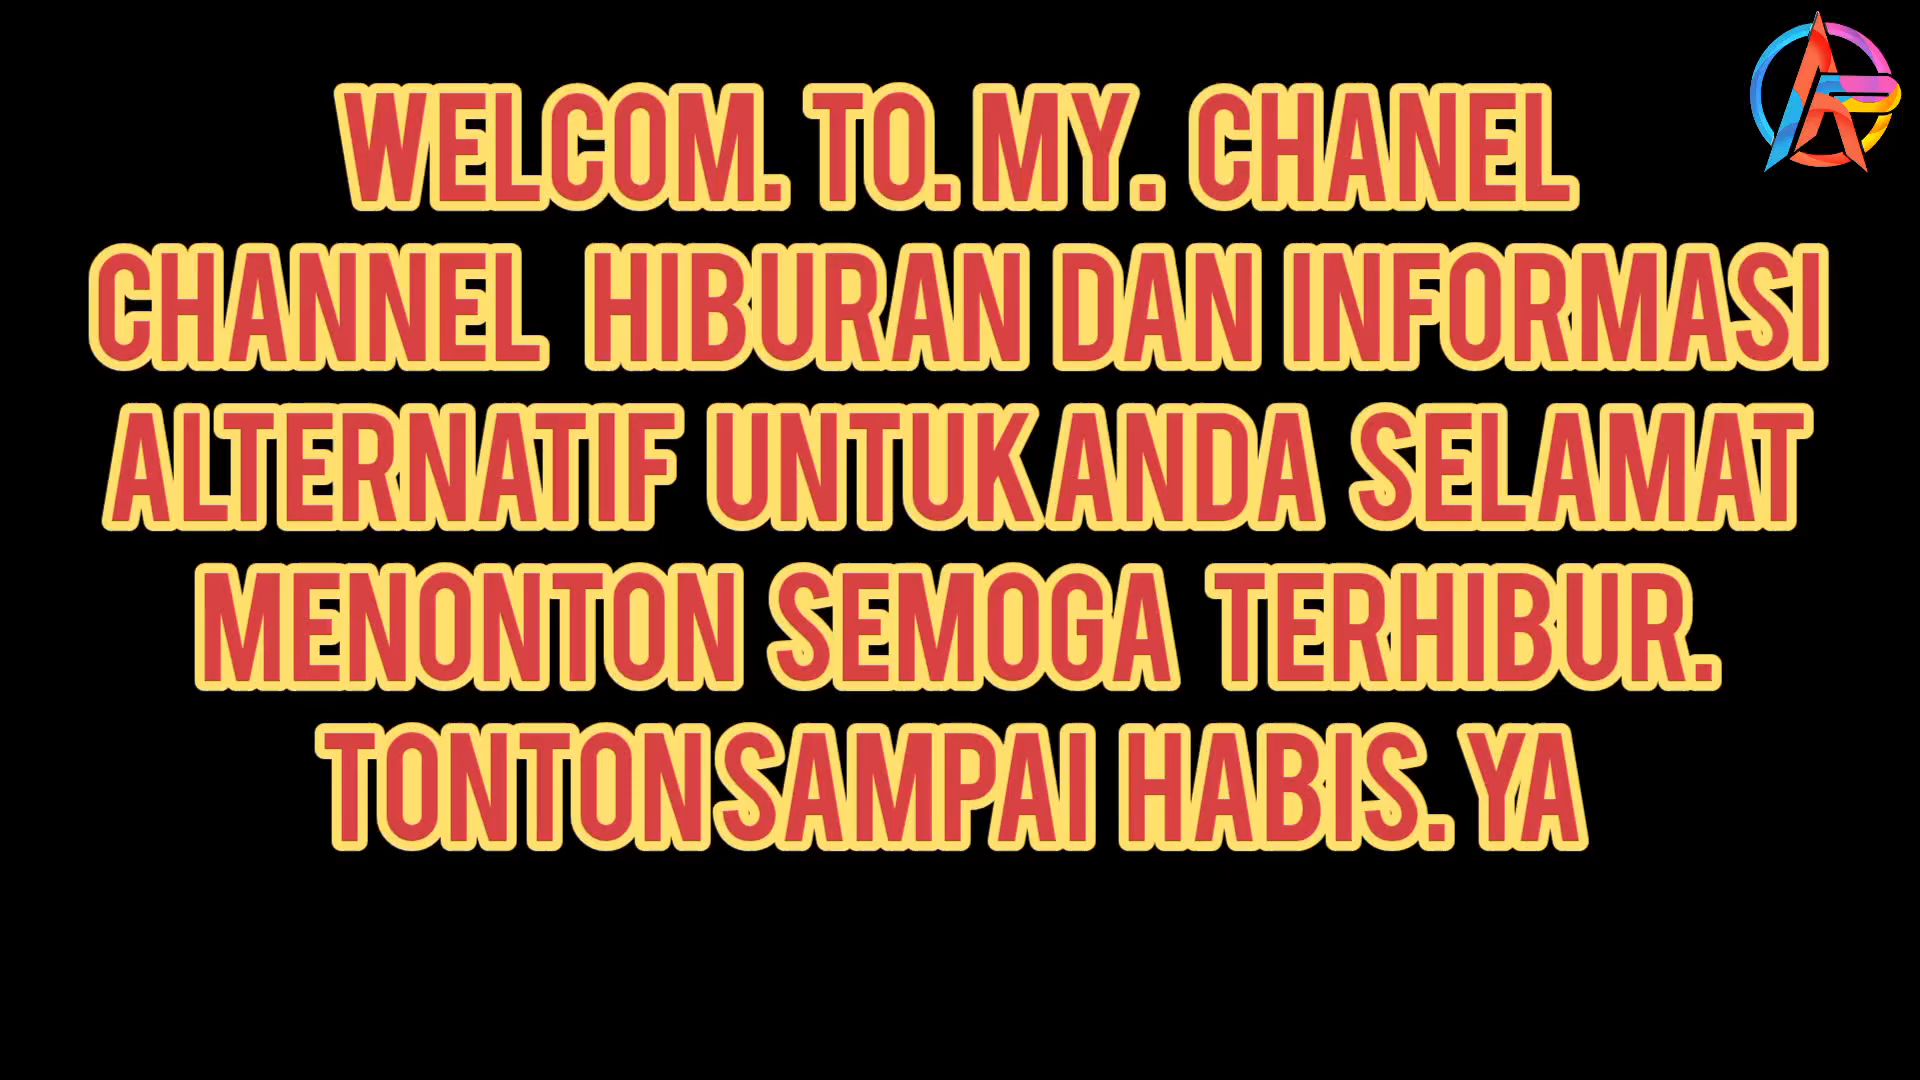 WELCOM. TO. MY. CHANEL
CHANNEL HIBURAN DAN INFORMASI
ALTERNATIF UNTUK ANDA SELAMAT
MENONTON SEMOGA TERHIBUR.
TONTON SAMPAI HABIS. YA